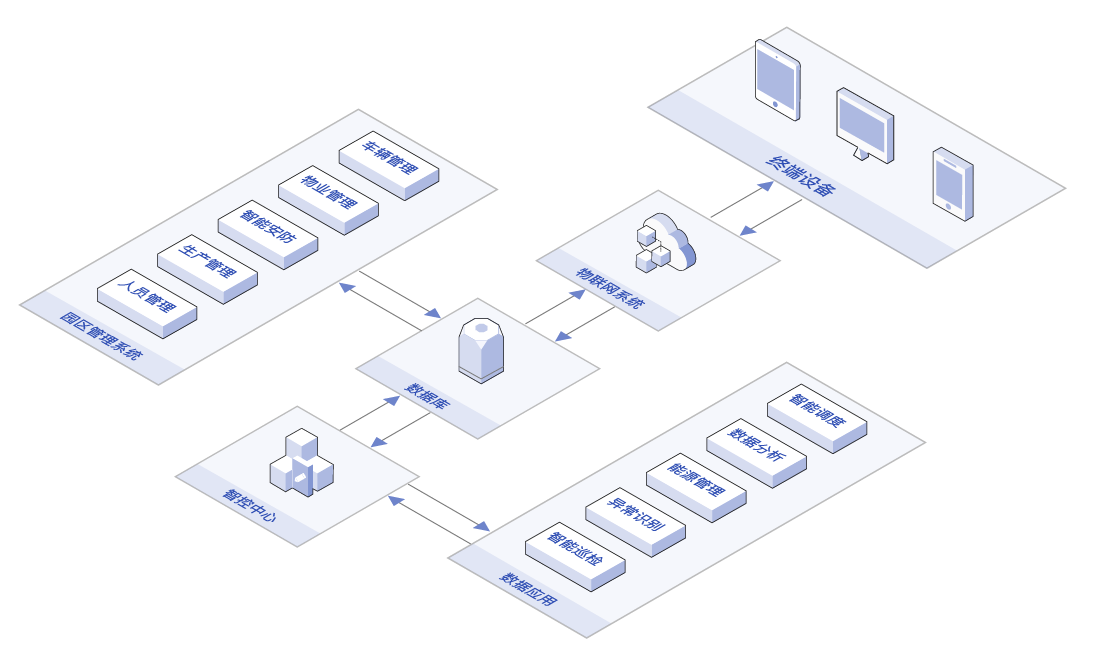 终端设备
车辆管理
物业管理
智能安防
生产管理
人员管理
园区管理系统
物联网系统
数据库
智控中心
智能调度
数据分析
能源管理
异常识别
智能巡检
数据应用